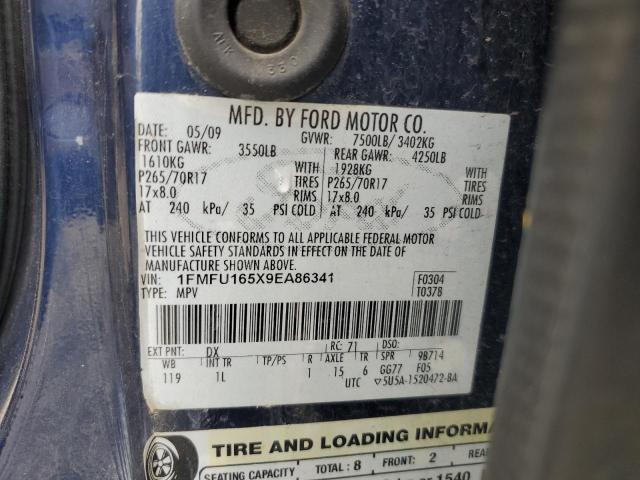 APK 330
MFD. BY FORD MOTOR CO.
DATE: 05/09 GVWR: 7500LB/ 3402KG
FRONT GAWR: 3550LB REAR GAWR: 4250LB
1610KG WITH 1928KG WITH
P265/70R17 TIRES P265/70R17 TIRES
17x8.0 RIMS 17x8.0 RIMS
AT 240 kPa/ 35 PSI COLD AT 240 kPa/ 35 PSI COLD
THIS VEHICLE CONFORMS TO ALL APPLICABLE FEDERAL MOTOR
VEHICLE SAFETY STANDARDS IN EFFECT ON THE DATE OF
MANUFACTURE SHOWN ABOVE.
VIN: 1FMFU165X9EA86341 F0304
TYPE: MPV T0378
EXT PNT: DX RC: 71 DSO:
WB INT TR TP/PS R AXLE TR SPR 9B714
119 1L 1 15 6 GG77 F05
UTC ▽5U5A-1520472-BA
TIRE AND LOADING INFORMA
SEATING CAPACITY TOTAL: 8 FRONT: 2 REA
1540